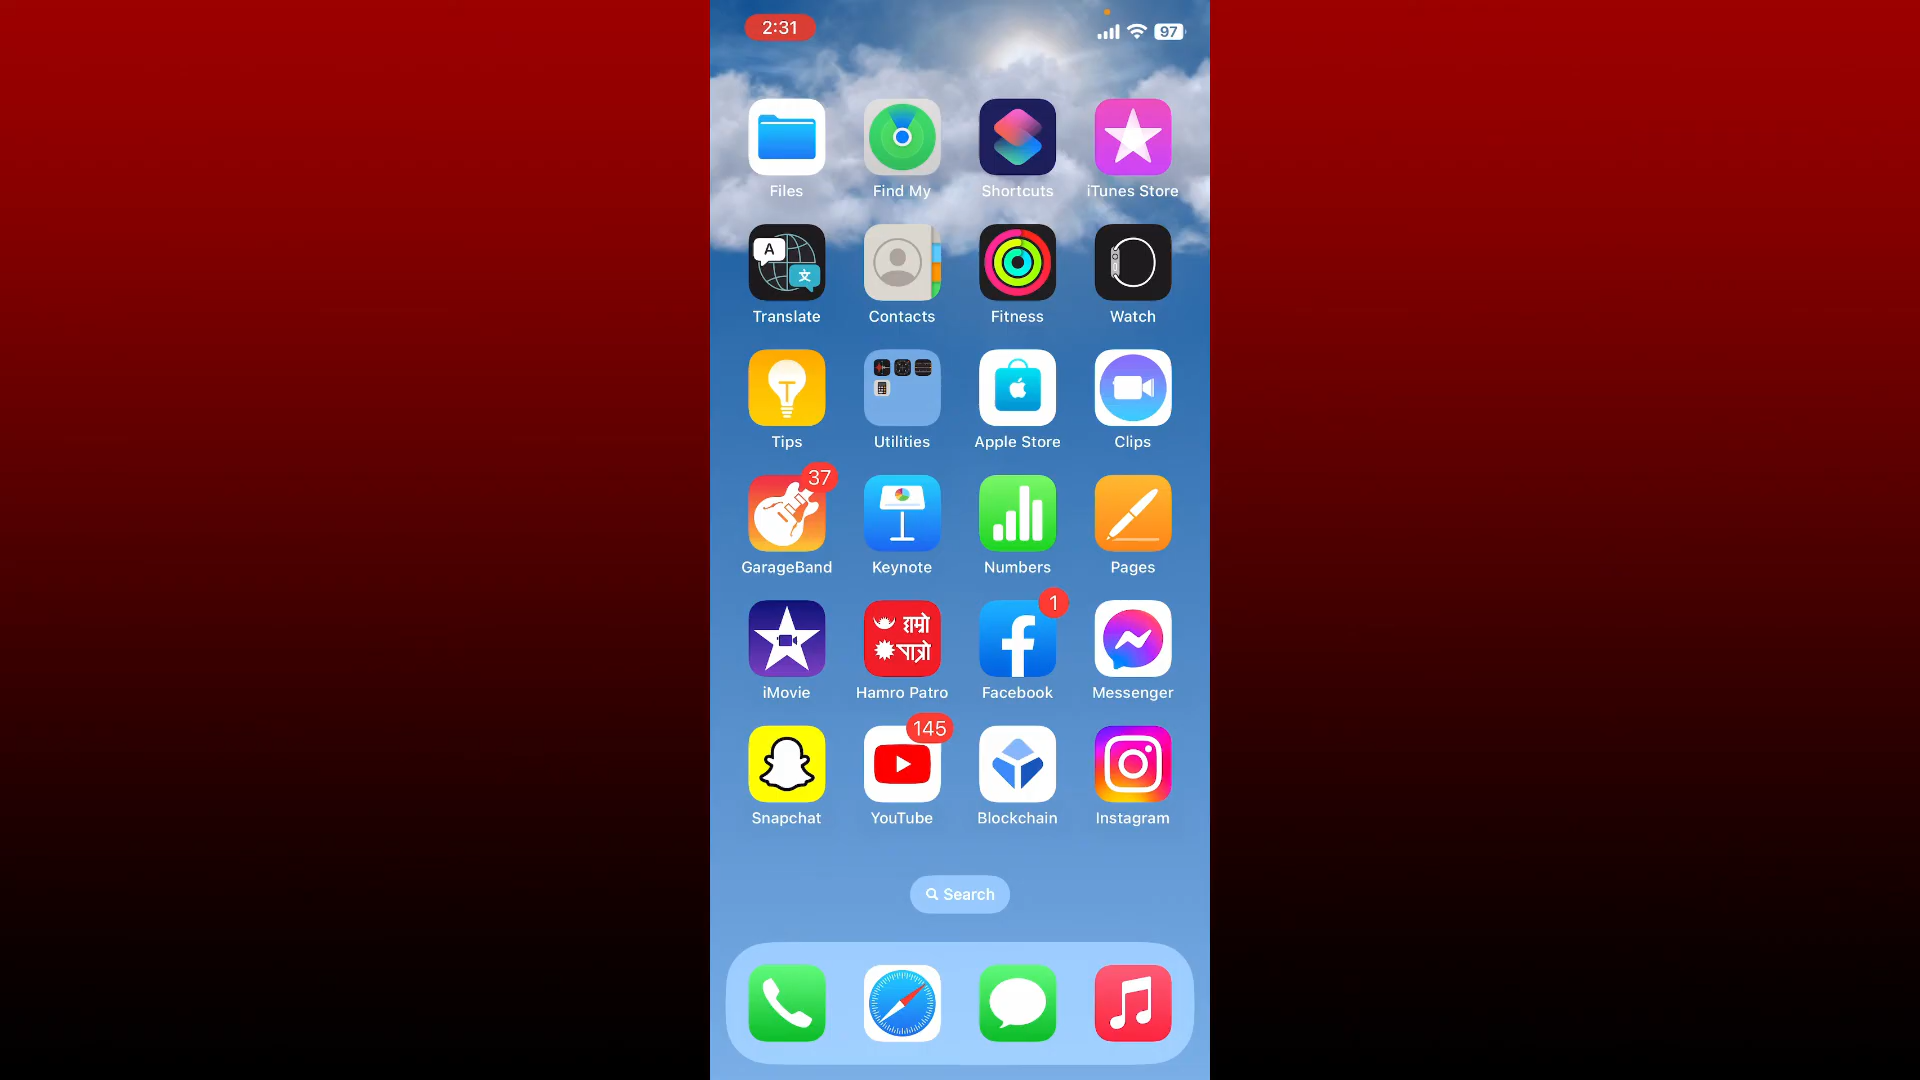 2:31
97
Files
Find My
Shortcuts
iTunes Store
A
文
Translate
Contacts
Fitness
Watch
Tips
Utilities
Apple Store
Clips
37
GarageBand
Keynote
Numbers
Pages
iMovie
हाम्रो
पात्रो
Hamro Patro
1
Facebook
Messenger
Snapchat
145
YouTube
Blockchain
Instagram
Search